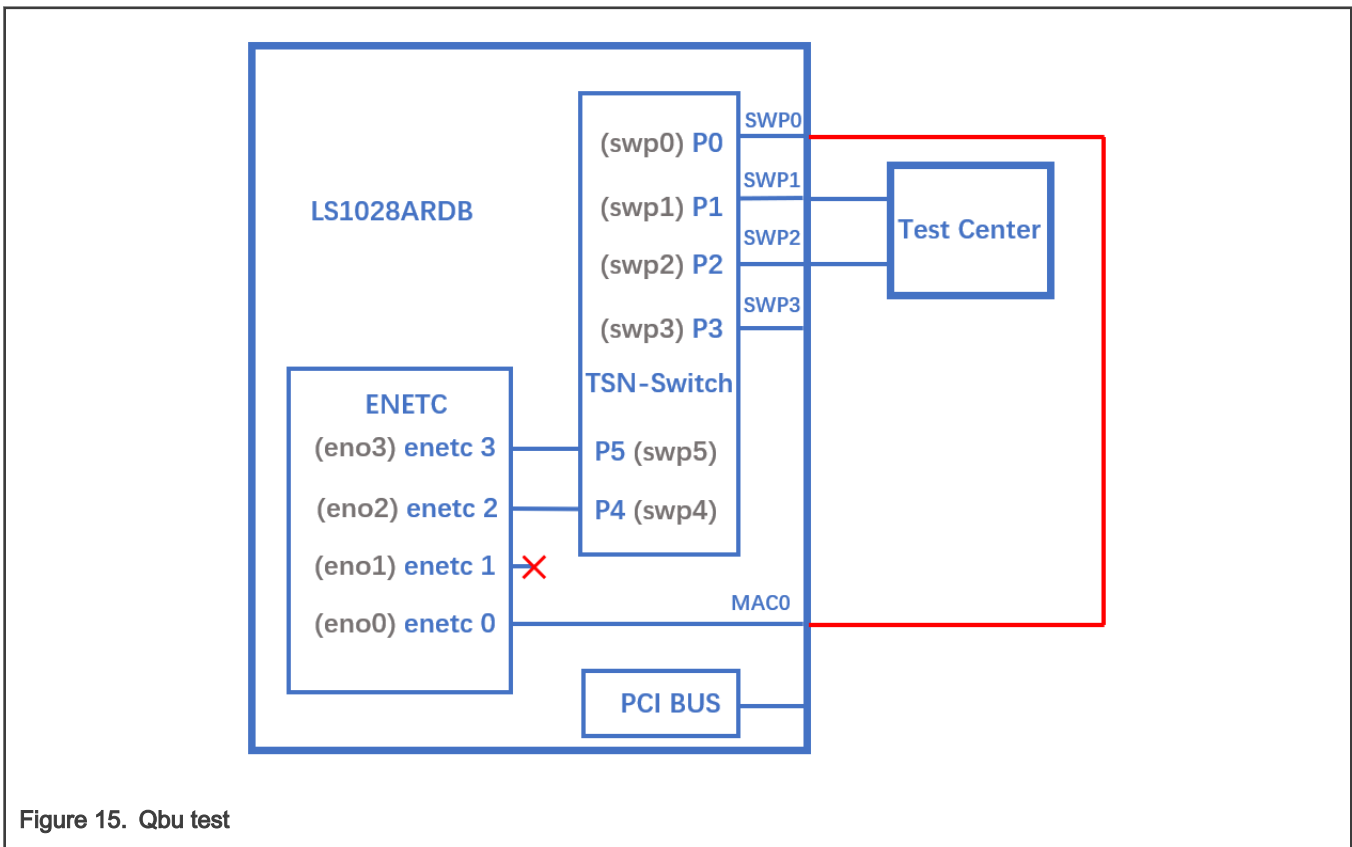 SWP0
(swp0) P0
SWP1
LS1028ARDB
(swp1) P1
Test Center
SWP2
(swp2) P2
SWP3
(swp3) P3
TSN-Switch
ENETC
(eno3) enetc 3
P5 (swp5)
(eno2) enetc 2
P4 (swp4)
(eno1) enetc 1
MAC0
(eno0) enetc 0
PCI BUS
Figure 15. Qbu test